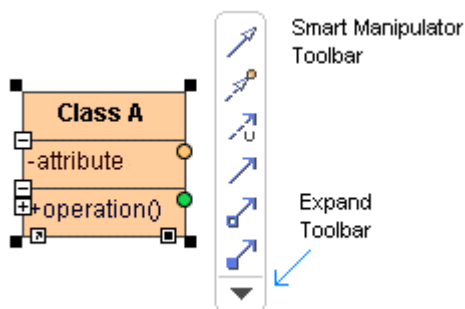 Smart Manipulator
Toolbar
Class A
-attribute
+operation()
U
Expand
Toolbar